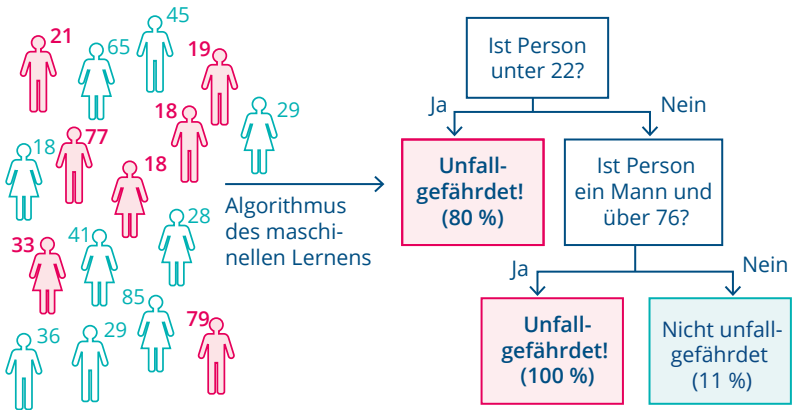 21
65
45
19
18
77
18
29
18
33
41
28
36
29
85
79
Algorithmus
des maschi-
nellen Lernens
Ist Person
unter 22?
Ja
Nein
Unfall-
gefährdet!
(80 %)
Ist Person
ein Mann und
über 76?
Ja
Nein
Unfall-
gefährdet!
(100 %)
Nicht unfall-
gefährdet
(11 %)